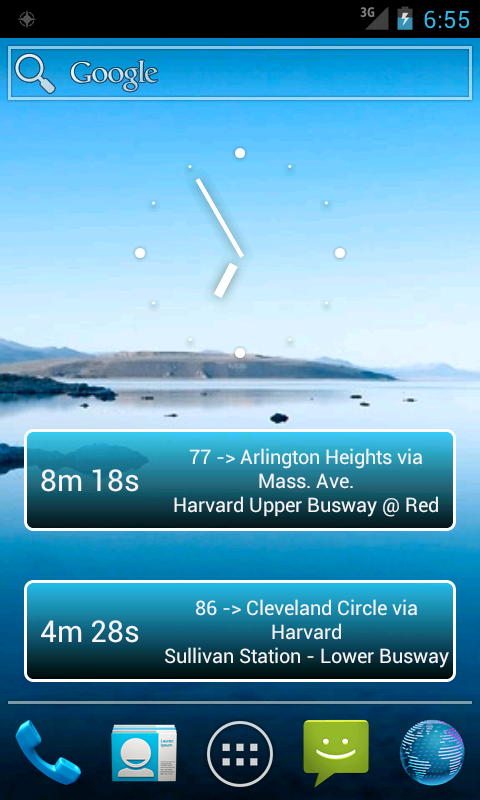 3G 6:55
Google
8m 18s
77 -> Arlington Heights via
Mass. Ave.
Harvard Upper Busway @ Red
4m 28s
86 -> Cleveland Circle via
Harvard
Sullivan Station - Lower Busway